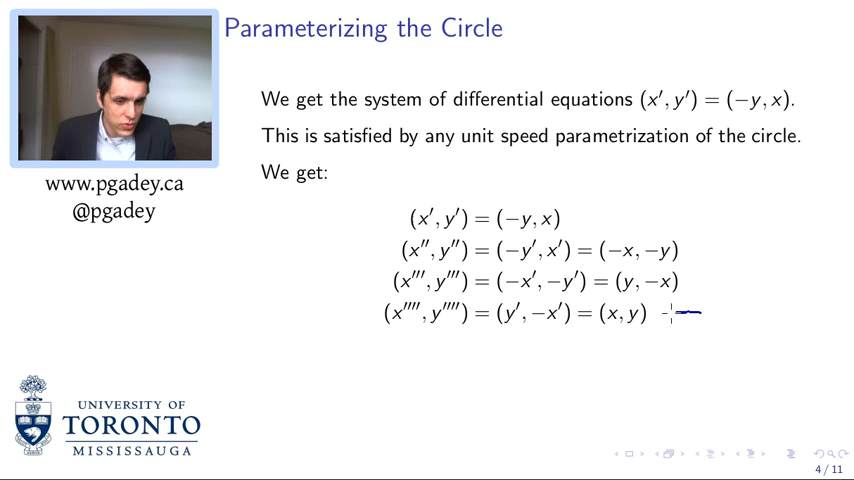 Parameterizing the Circle
We get the system of differential equations (x′, y′) = (−y, x).
This is satisfied by any unit speed parametrization of the circle.
We get:
(x′, y′) = (−y, x)
(x′′, y′′) = (−y′, x′) = (−x, −y)
(x′′′, y′′′) = (−x′, −y′) = (y, −x)
(x′′′′, y′′′′) = (y′, −x′) = (x, y)
www.pgadey.ca
@pgadey
UNIVERSITY OF
TORONTO
MISSISSAUGA
4 / 11